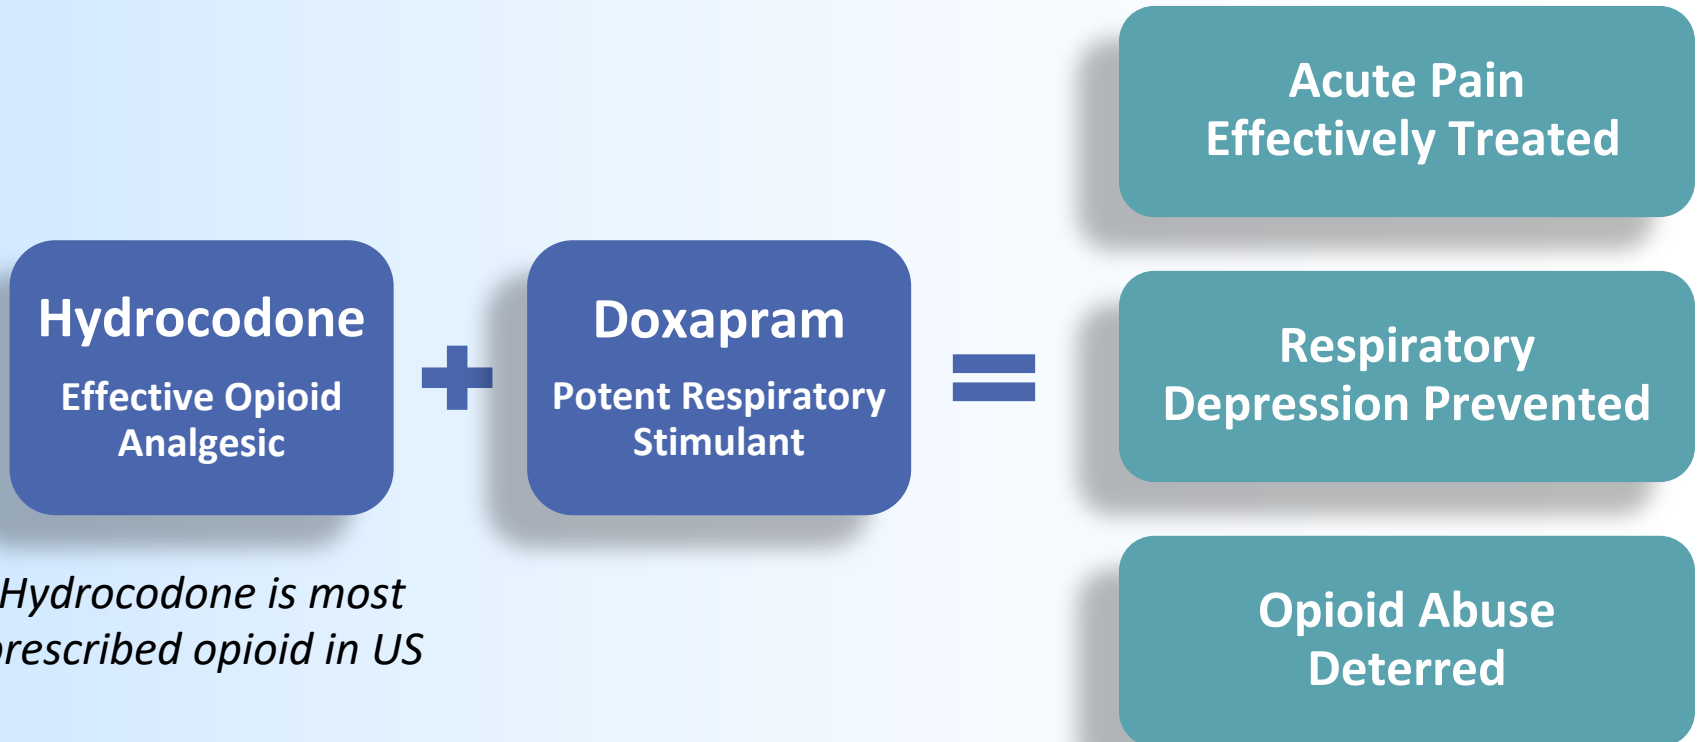 Hydrocodone
Effective Opioid
Analgesic
Doxapram
Potent Respiratory
Stimulant
Acute Pain
Effectively Treated
Respiratory
Depression Prevented
Opioid Abuse
Deterred
Hydrocodone is most
prescribed opioid in US